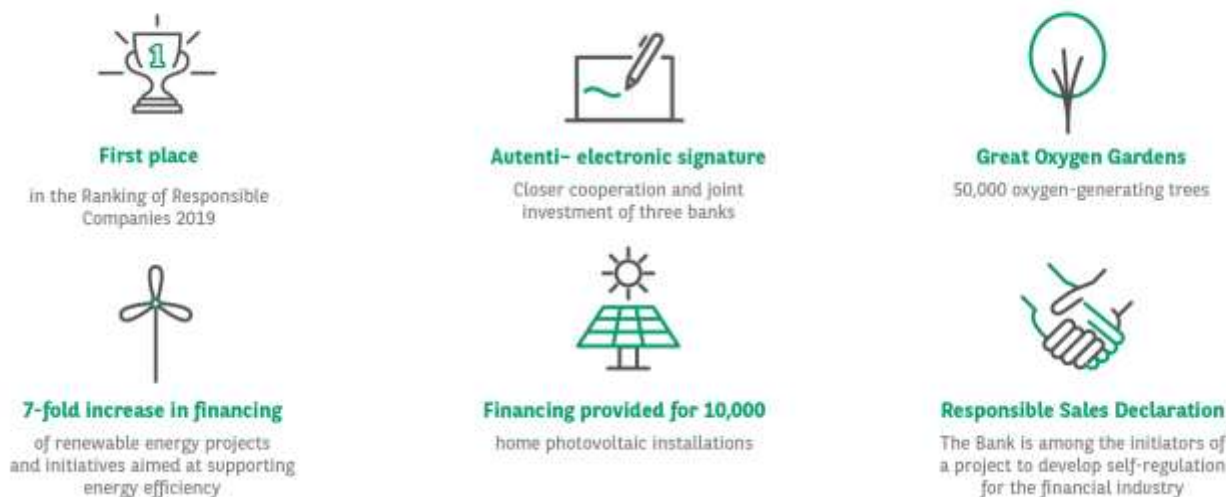 1
First place
in the Ranking of Responsible
Companies 2019
Autenti– electronic signature
Closer cooperation and joint
investment of three banks
Great Oxygen Gardens
50,000 oxygen-generating trees
7-fold increase in financing
of renewable energy projects
and initiatives aimed at supporting
energy efficiency
Financing provided for 10,000
home photovoltaic installations
Responsible Sales Declaration
The Bank is among the initiators of
a project to develop self-regulation
for the financial industry